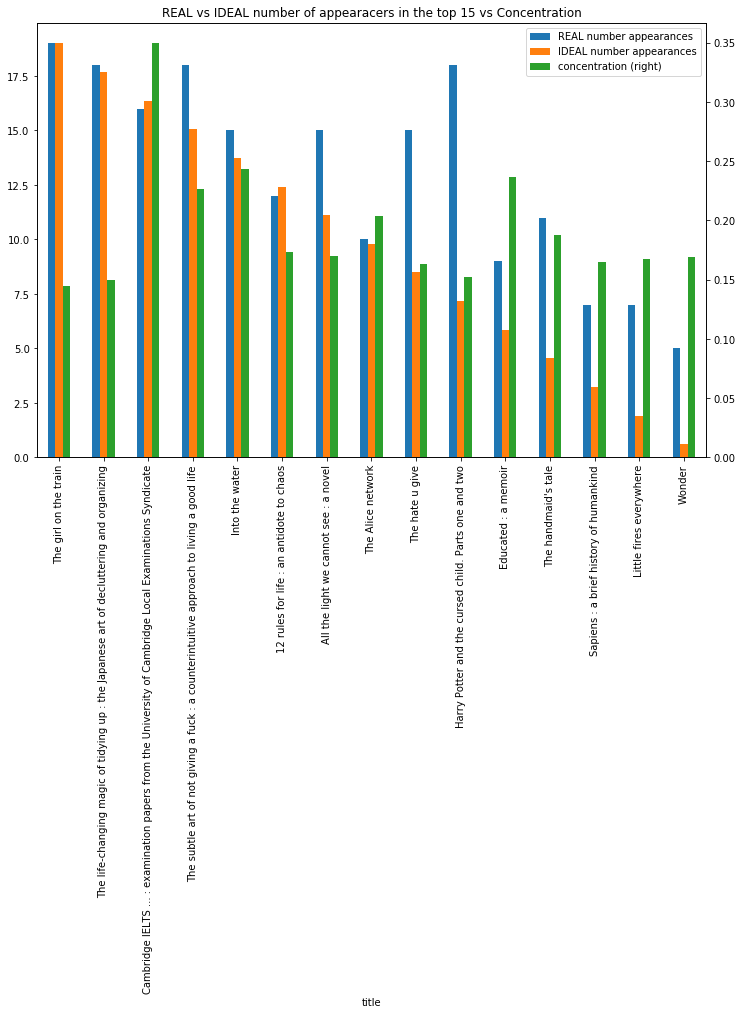 REAL vs IDEAL number of appearacers in the top 15 vs Concentration
REAL number appearances
IDEAL number appearances
concentration (right)
17.5
15.0
12.5
10.0
7.5
5.0
2.5
0.0
0.35
0.30
0.25
0.20
0.15
0.10
0.05
0.00
The girl on the train
The life-changing magic of tidying up : the Japanese art of decluttering and organizing
Cambridge IELTS ... : examination papers from the University of Cambridge Local Examinations Syndicate
The subtle art of not giving a fuck : a counterintuitive approach to living a good life
Into the water
12 rules for life : an antidote to chaos
All the light we cannot see : a novel
The Alice network
The hate u give
Harry Potter and the cursed child. Parts one and two
Educated : a memoir
The handmaid's tale
Sapiens : a brief history of humankind
Little fires everywhere
Wonder
title